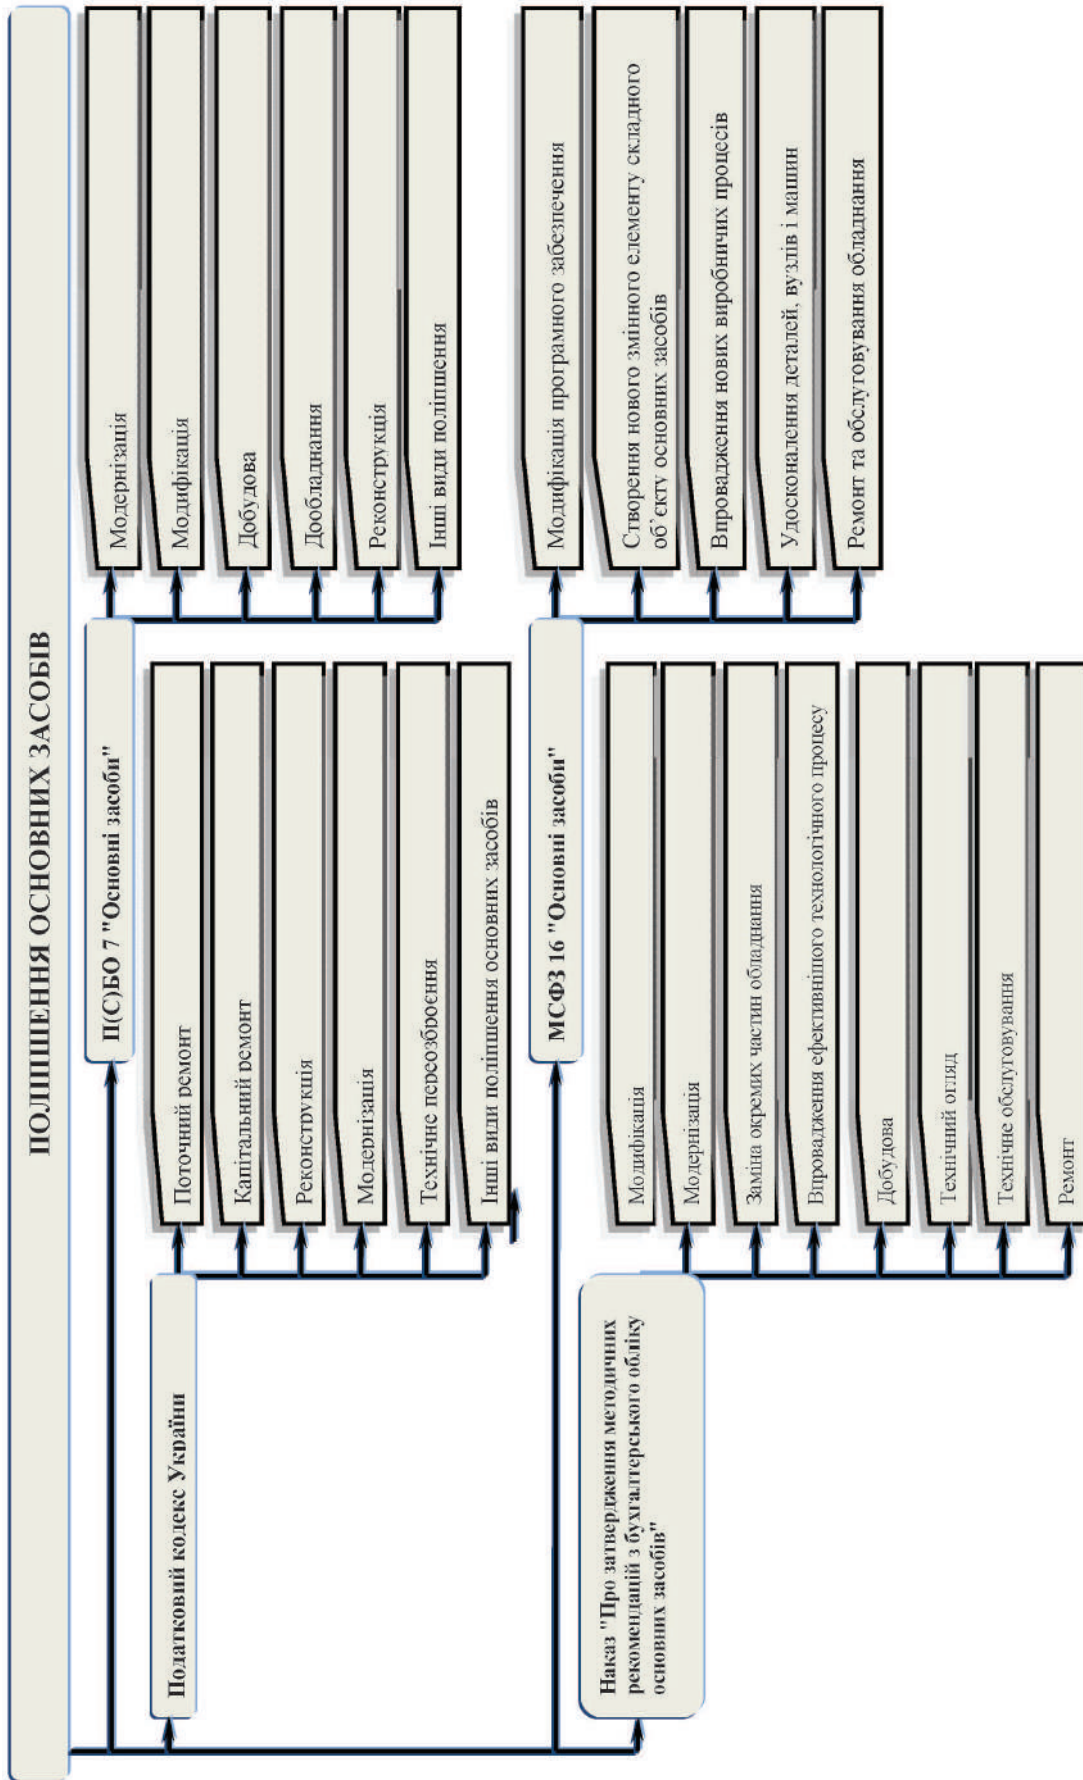 ПОЛІПШЕННЯ ОСНОВНИХ ЗАСОБІВ
П(С)БО 7 "Основні засоби"
Модернізація
Модифікація
Добудова
Дообладнання
Реконструкція
Інші види поліпшення
Податковий кодекс України
Поточний ремонт
Капітальний ремонт
Реконструкція
Модернізація
Технічне переозброєння
Інші види поліпшення основних засобів
МСФЗ 16 "Основні засоби"
Модифікація програмного забезпечення
Створення нового змінного елементу складного
об’єкту основних засобів
Впровадження нових виробничих процесів
Удосконалення деталей, вузлів і машин
Ремонт та обслуговування обладнання
Наказ "Про затвердження методичних
рекомендацій з бухгалтерського обліку
основних засобів"
Модифікація
Модернізація
Заміна окремих частин обладнання
Впровадження ефективнішого технологічного процесу
Добудова
Технічний огляд
Технічне обслуговування
Ремонт